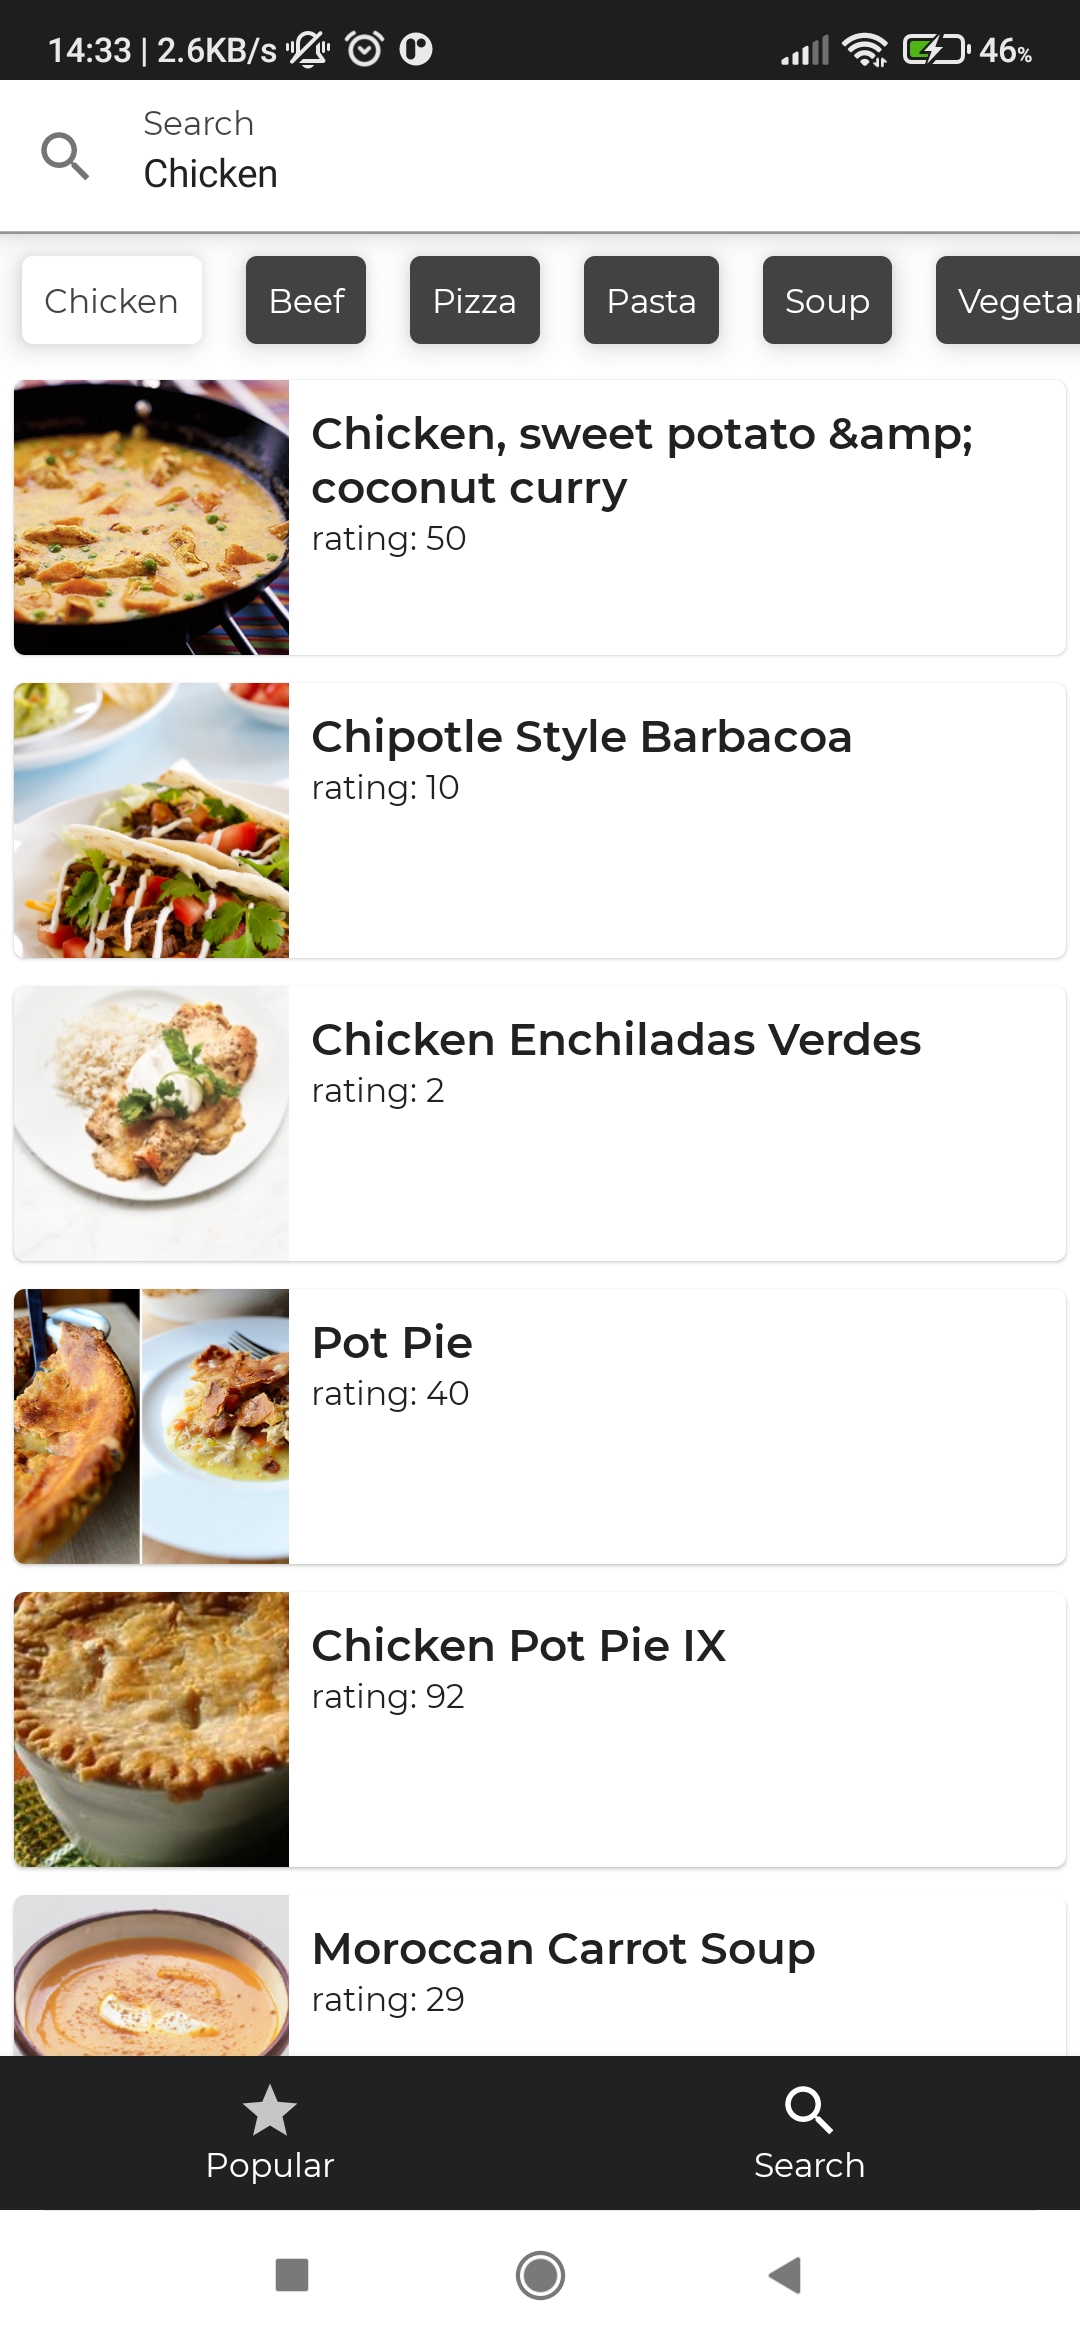 14:33 | 2.6KB/s 46%
Search
Chicken
Chicken Beef Pizza Pasta Soup Vegetar
Chicken, sweet potato &amp;
coconut curry
rating: 50
Chipotle Style Barbacoa
rating: 10
Chicken Enchiladas Verdes
rating: 2
Pot Pie
rating: 40
Chicken Pot Pie IX
rating: 92
Moroccan Carrot Soup
rating: 29
Popular Search